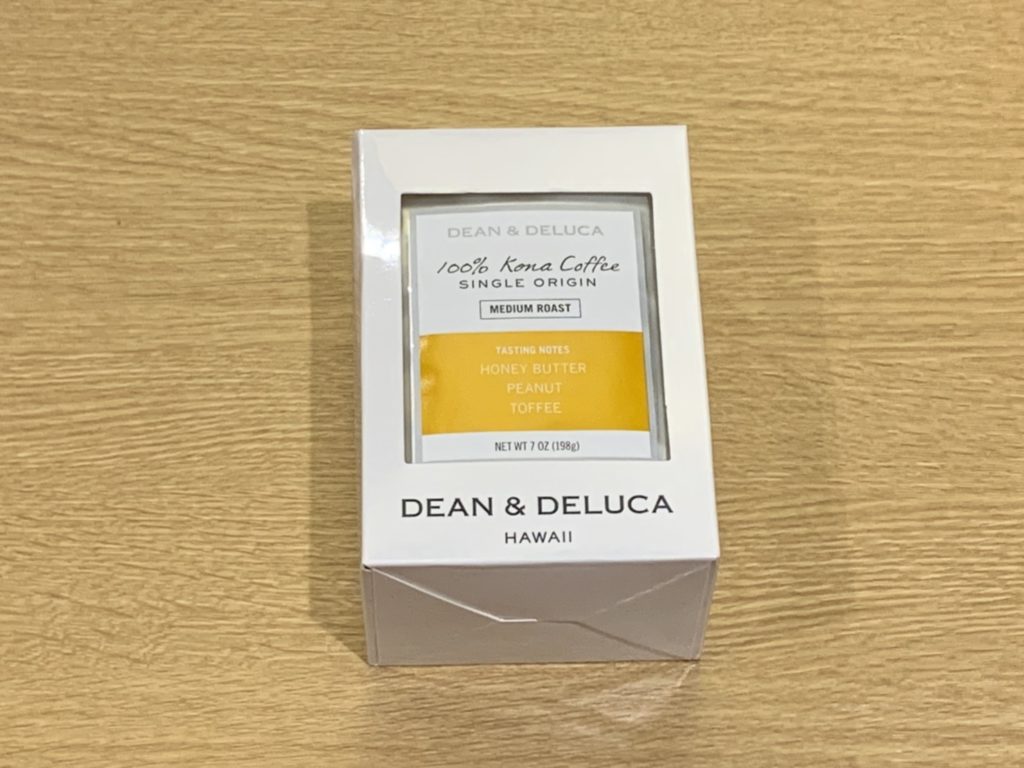 DEAN & DELUCA
100% Kona Coffee
SINGLE ORIGIN
MEDIUM ROAST
TASTING NOTES
HONEY BUTTER
PEANUT
TOFFEE
NET WT 7 OZ (198g)
DEAN & DELUCA
HAWAII